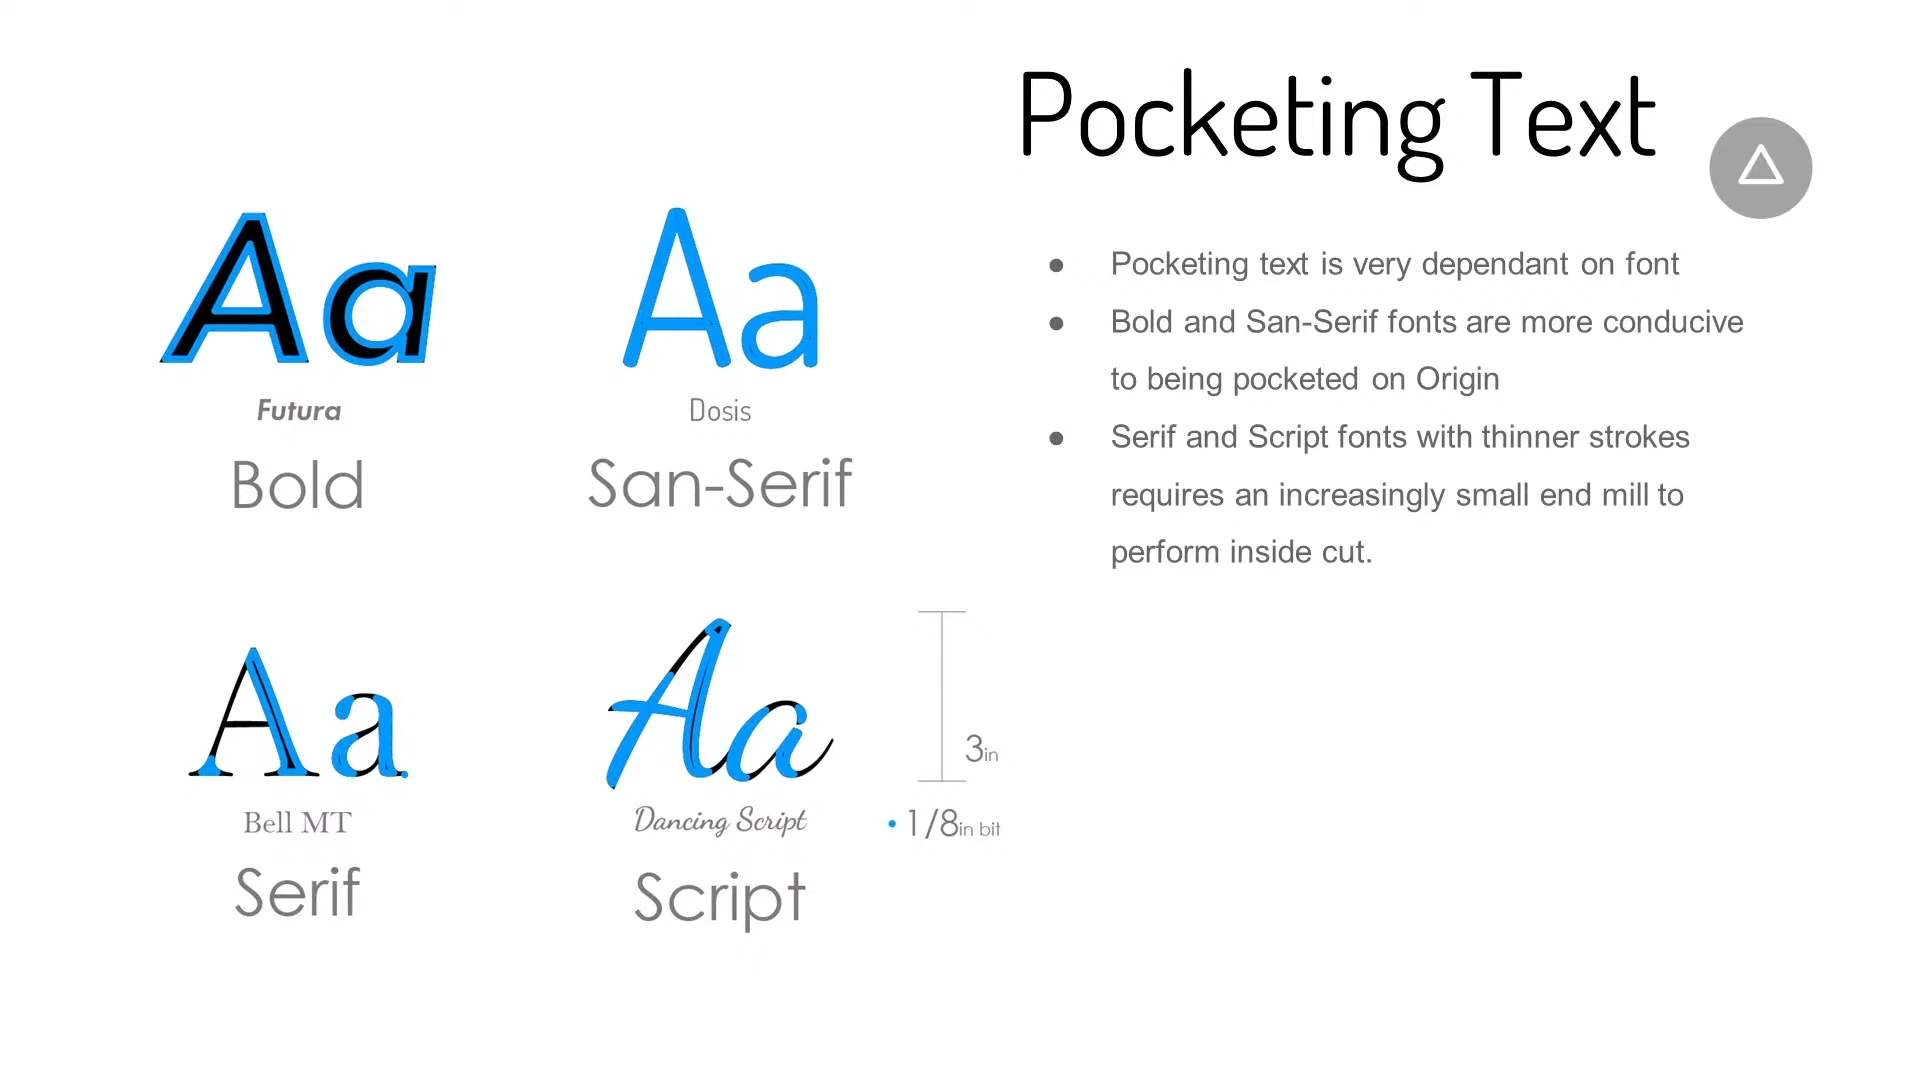 Pocketing Text
Aa
Futura
Bold
Aa
Dosis
San-Serif
Aa
Bell MT
Serif
Aa
Dancing Script
Script
3in
• 1/8in bit
● Pocketing text is very dependant on font
● Bold and San-Serif fonts are more conducive
to being pocketed on Origin
● Serif and Script fonts with thinner strokes
requires an increasingly small end mill to
perform inside cut.